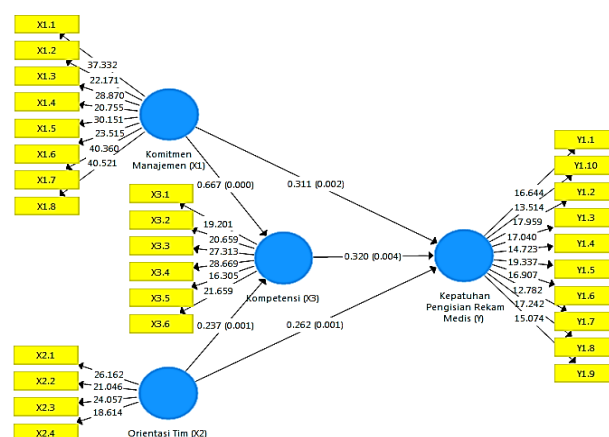 X1.1
X1.2
X1.3
X1.4
X1.5
X1.6
X1.7
X1.8
37.332
22.171
28.870
20.755
30.151
23.515
40.360
40.521
Komitmen
Manajemen (X1)
0.667 (0.000)
0.311 (0.002)
X3.1
X3.2
X3.3
X3.4
X3.5
X3.6
19.201
20.659
27.313
28.669
16.305
21.659
Kompetensi (X3)
0.320 (0.004)
0.237 (0.001)
0.262 (0.001)
X2.1
X2.2
X2.3
X2.4
26.162
21.046
24.057
18.614
Orientasi Tim (X2)
Kepatuhan
Pengisian Rekam
Medis (Y)
16.644
13.514
17.959
17.040
14.723
19.337
16.907
12.782
17.242
15.074
Y1.1
Y1.10
Y1.2
Y1.3
Y1.4
Y1.5
Y1.6
Y1.7
Y1.8
Y1.9